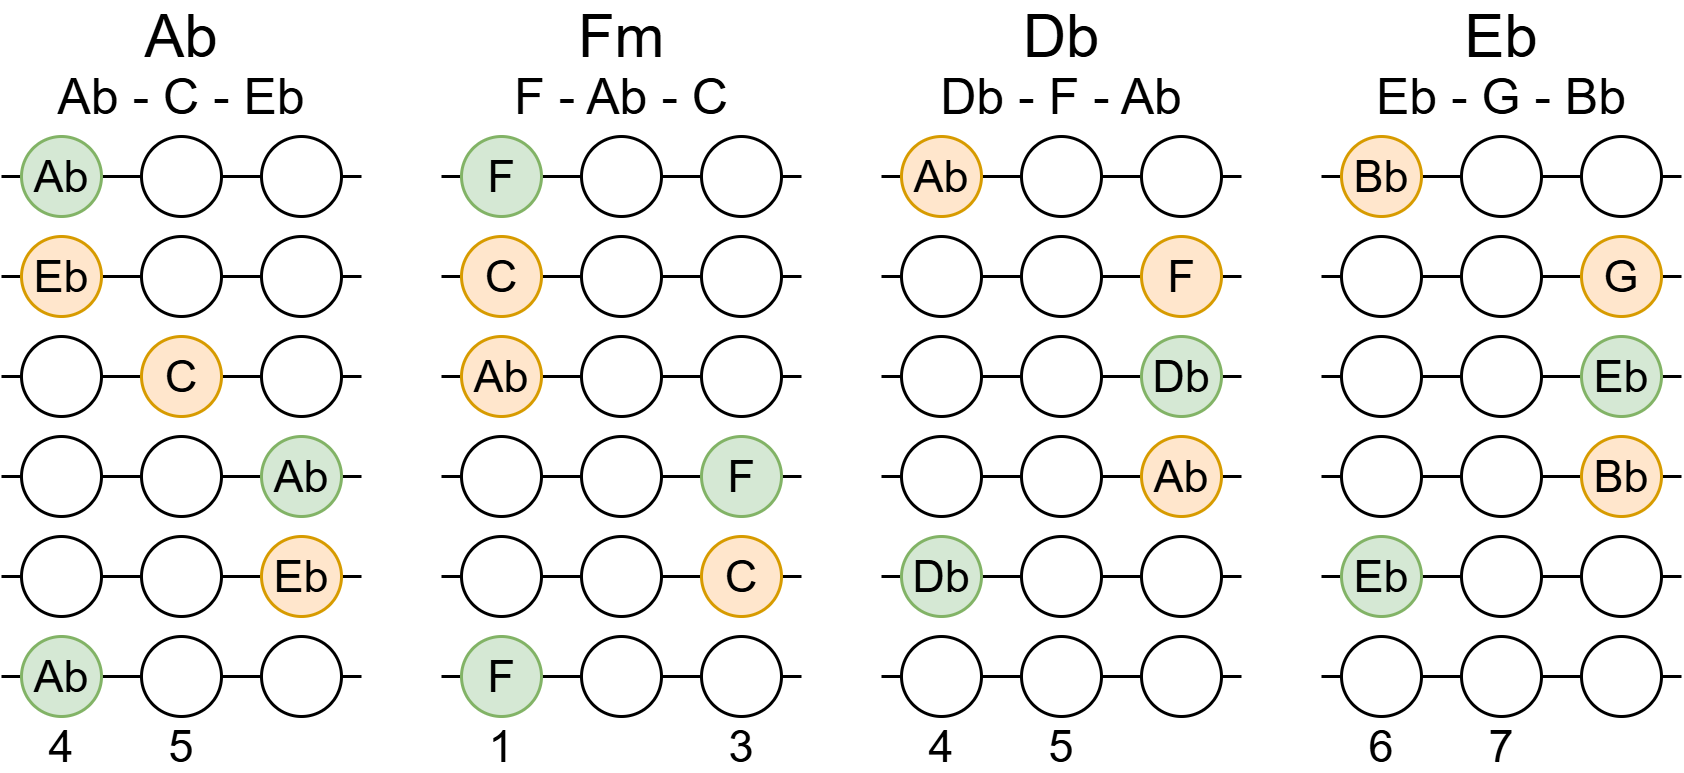 Ab Fm Db Eb
Ab - C - Eb F - Ab - C Db - F - Ab Eb - G - Bb
Ab F Ab Bb
Eb C F G
C Ab Db Eb
Ab F Ab Bb
Eb C Db Eb
Ab F
4 5 1 3 4 5 6 7